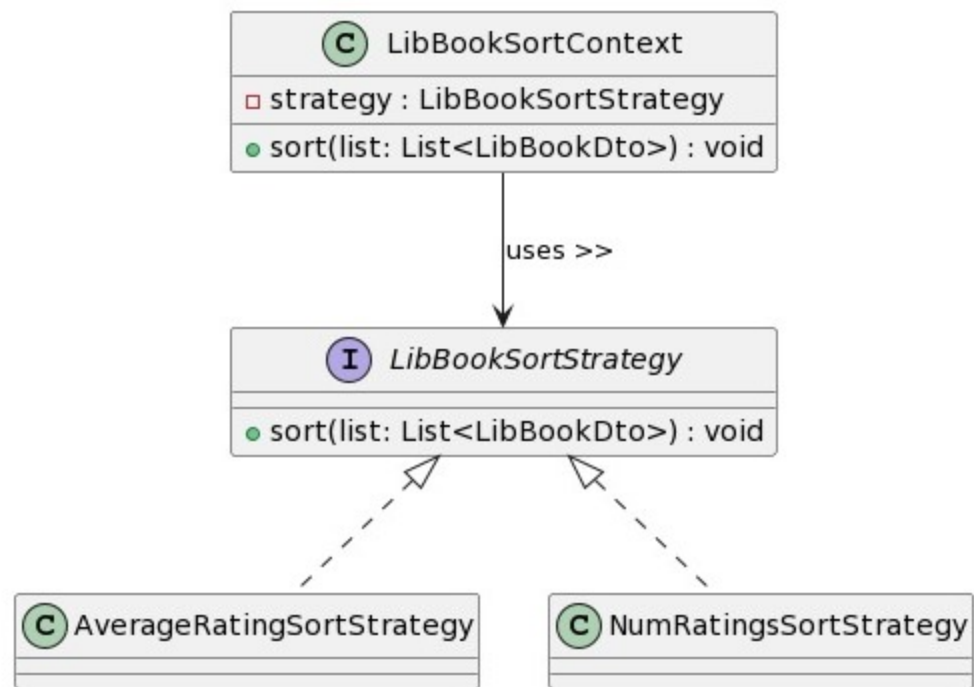 C LibBookSortContext
strategy : LibBookSortStrategy
sort(list: List<LibBookDto>) : void
uses >>
I LibBookSortStrategy
sort(list: List<LibBookDto>) : void
C AverageRatingSortStrategy
C NumRatingsSortStrategy